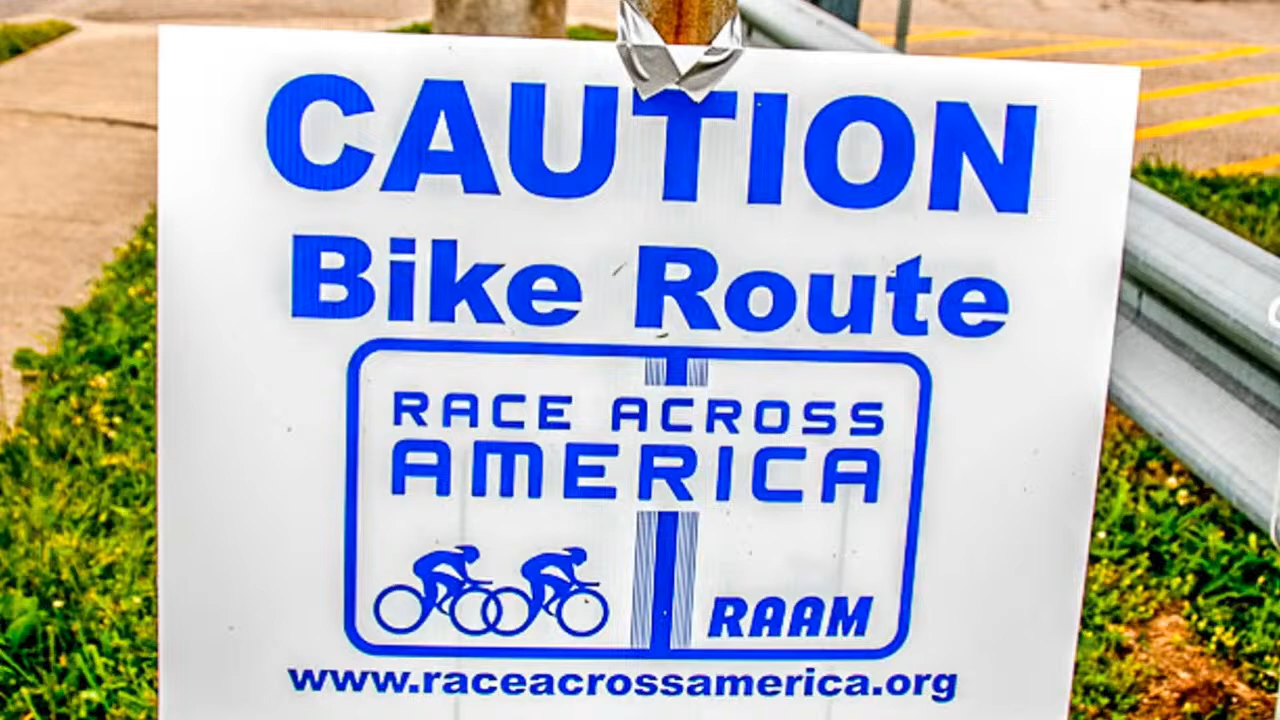 CAUTION
Bike Route
RACE ACROSS
AMERICA
RAAM
www.raceacrossamerica.org